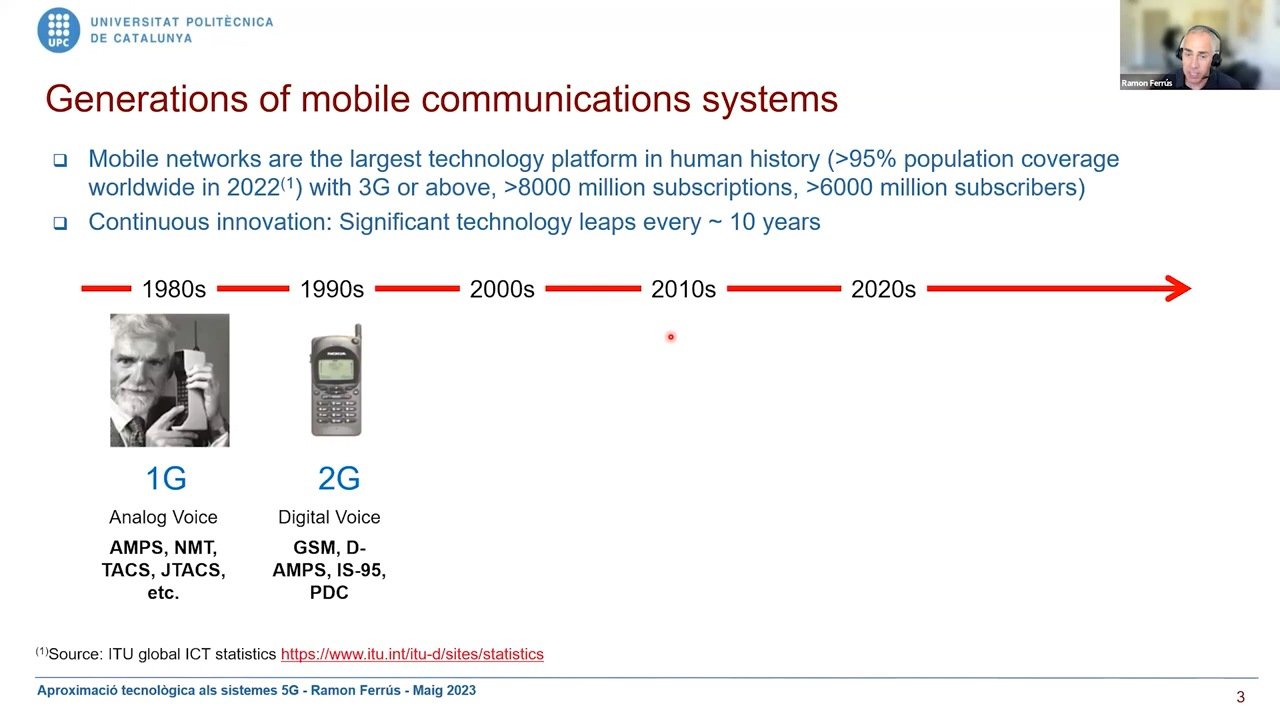 UNIVERSITAT POLITÈCNICA
DE CATALUNYA
UPC
Ramon Ferrús
Generations of mobile communications systems
Mobile networks are the largest technology platform in human history (>95% population coverage
worldwide in 2022(1) with 3G or above, >8000 million subscriptions, >6000 million subscribers)
Continuous innovation: Significant technology leaps every ~ 10 years
1980s 1990s 2000s 2010s 2020s
NOKIA
1G 2G
Analog Voice Digital Voice
AMPS, NMT, GSM, D-
TACS, JTACS, AMPS, IS-95,
etc. PDC
(1)Source: ITU global ICT statistics https://www.itu.int/itu-d/sites/statistics
Aproximació tecnològica als sistemes 5G - Ramon Ferrús - Maig 2023
3